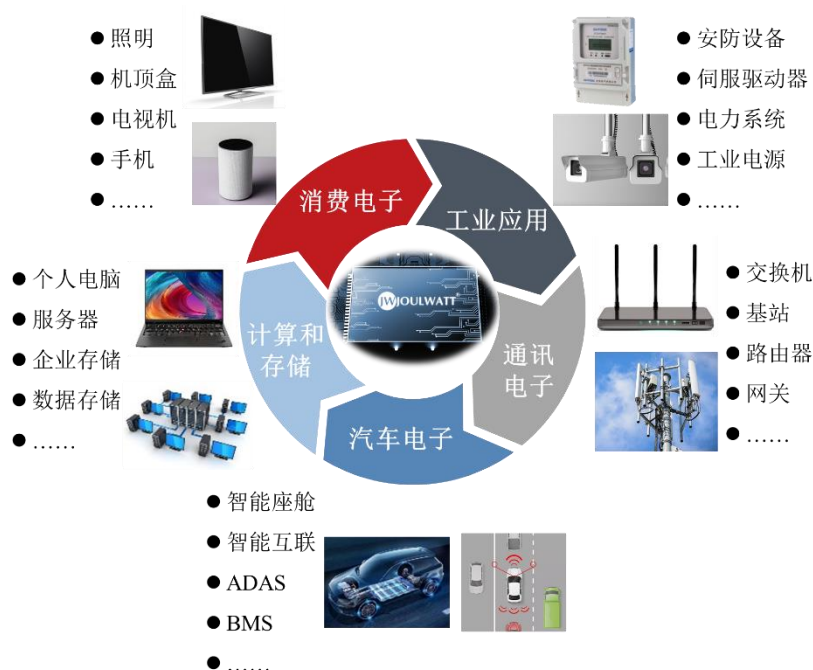 ● 照明
● 机顶盒
● 电视机
● 手机
● ……
● 安防设备
● 伺服驱动器
● 电力系统
● 工业电源
● ……
消费电子
工业应用
JW JOULWATT
计算和
存储
通讯
电子
汽车电子
● 个人电脑
● 服务器
● 企业存储
● 数据存储
● ……
● 交换机
● 基站
● 路由器
● 网关
● ……
● 智能座舱
● 智能互联
● ADAS
● BMS
● ……